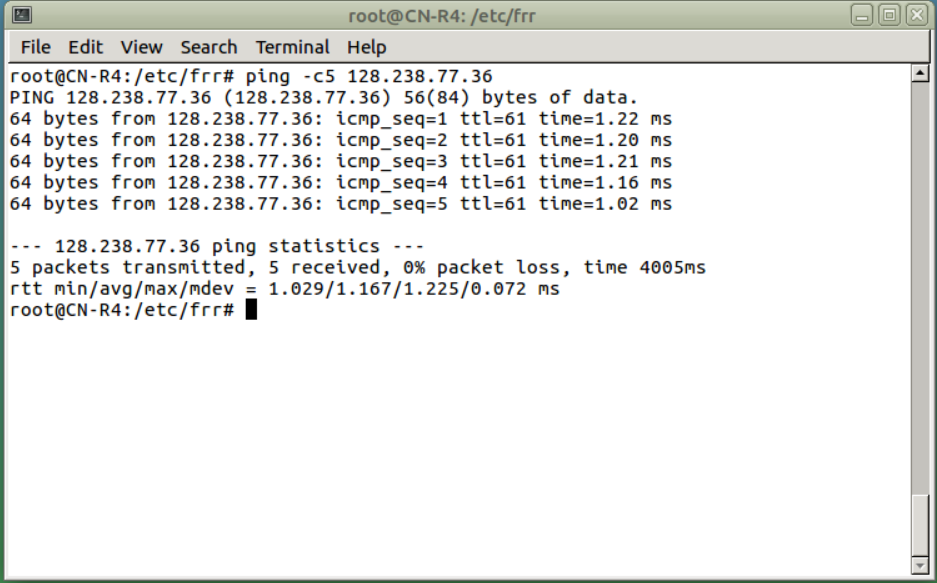 root@CN-R4: /etc/frr
File Edit View Search Terminal Help
root@CN-R4:/etc/frr# ping -c5 128.238.77.36
PING 128.238.77.36 (128.238.77.36) 56(84) bytes of data.
64 bytes from 128.238.77.36: icmp_seq=1 ttl=61 time=1.22 ms
64 bytes from 128.238.77.36: icmp_seq=2 ttl=61 time=1.20 ms
64 bytes from 128.238.77.36: icmp_seq=3 ttl=61 time=1.21 ms
64 bytes from 128.238.77.36: icmp_seq=4 ttl=61 time=1.16 ms
64 bytes from 128.238.77.36: icmp_seq=5 ttl=61 time=1.02 ms
--- 128.238.77.36 ping statistics ---
5 packets transmitted, 5 received, 0% packet loss, time 4005ms
rtt min/avg/max/mdev = 1.029/1.167/1.225/0.072 ms
root@CN-R4:/etc/frr#